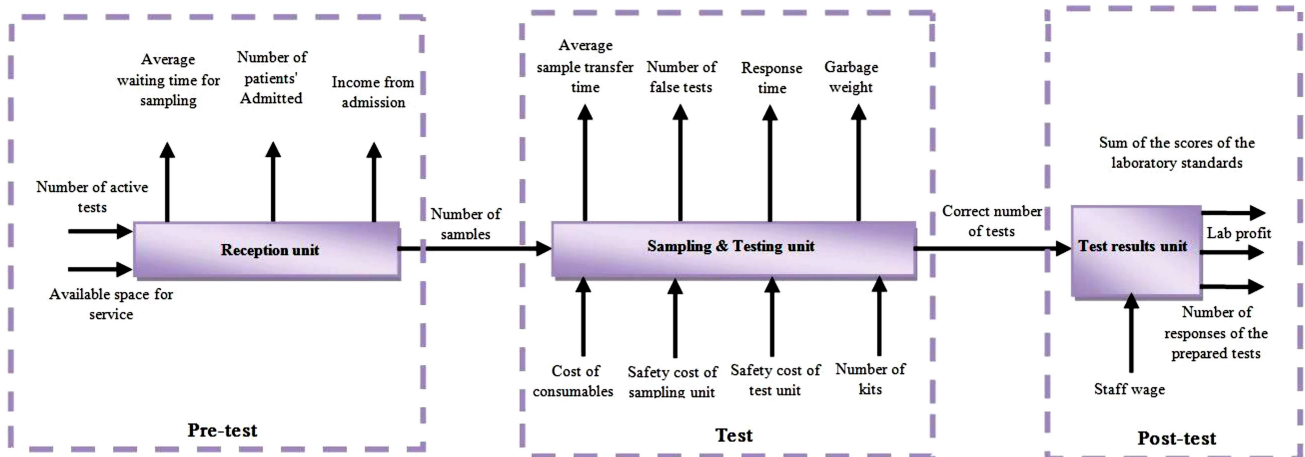 Average
waiting time for
sampling
Number of
patients'
Admitted
Income from
admission
Number of active
tests
Available space for
service
Reception unit
Pre-test
Number of
samples
Average
sample transfer
time
Number of
false tests
Response
time
Garbage
weight
Sampling & Testing unit
Cost of
consumables
Safety cost of
sampling unit
Safety cost of
test unit
Number of
kits
Test
Correct number
of tests
Sum of the scores of the
laboratory standards
Test results unit
Lab profit
Number of
responses of the
prepared tests
Staff wage
Post-test